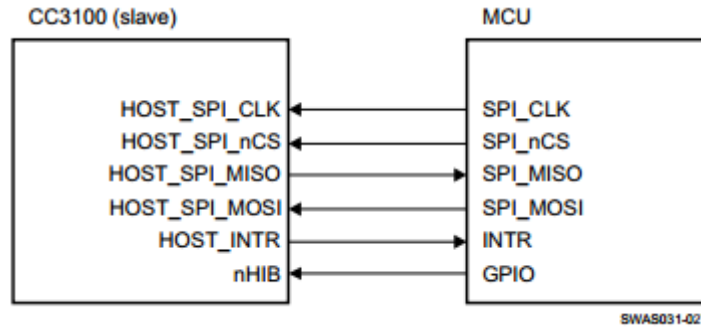 CC3100 (slave) MCU
HOST_SPI_CLK SPI_CLK
HOST_SPI_nCS SPI_nCS
HOST_SPI_MISO SPI_MISO
HOST_SPI_MOSI SPI_MOSI
HOST_INTR INTR
nHIB GPIO
SWAS031-02